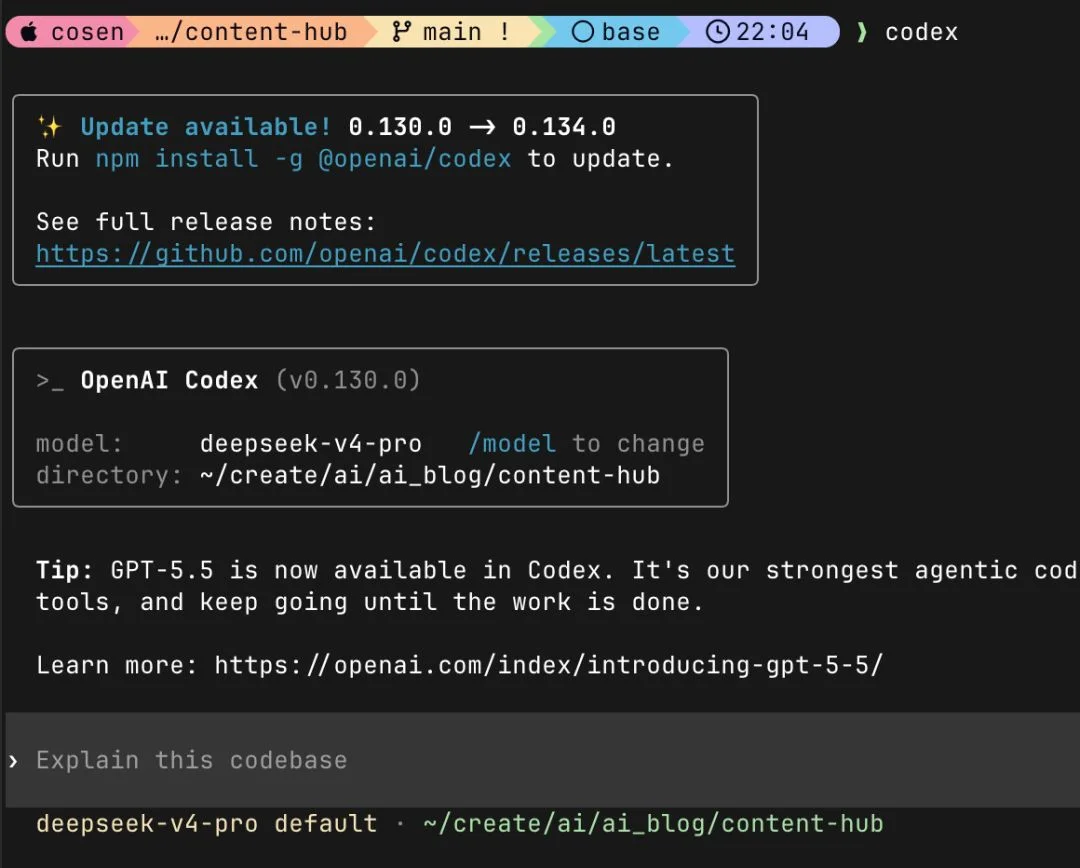 cosen …/content-hub main ! base 22:04 ❯ codex
✨ Update available! 0.130.0 -> 0.134.0
Run npm install -g @openai/codex to update.
See full release notes:
https://github.com/openai/codex/releases/latest
>_ OpenAI Codex (v0.130.0)
model: deepseek-v4-pro /model to change
directory: ~/create/ai/ai_blog/content-hub
Tip: GPT-5.5 is now available in Codex. It's our strongest agentic cod
tools, and keep going until the work is done.
Learn more: https://openai.com/index/introducing-gpt-5-5/
› Explain this codebase
deepseek-v4-pro default · ~/create/ai/ai_blog/content-hub